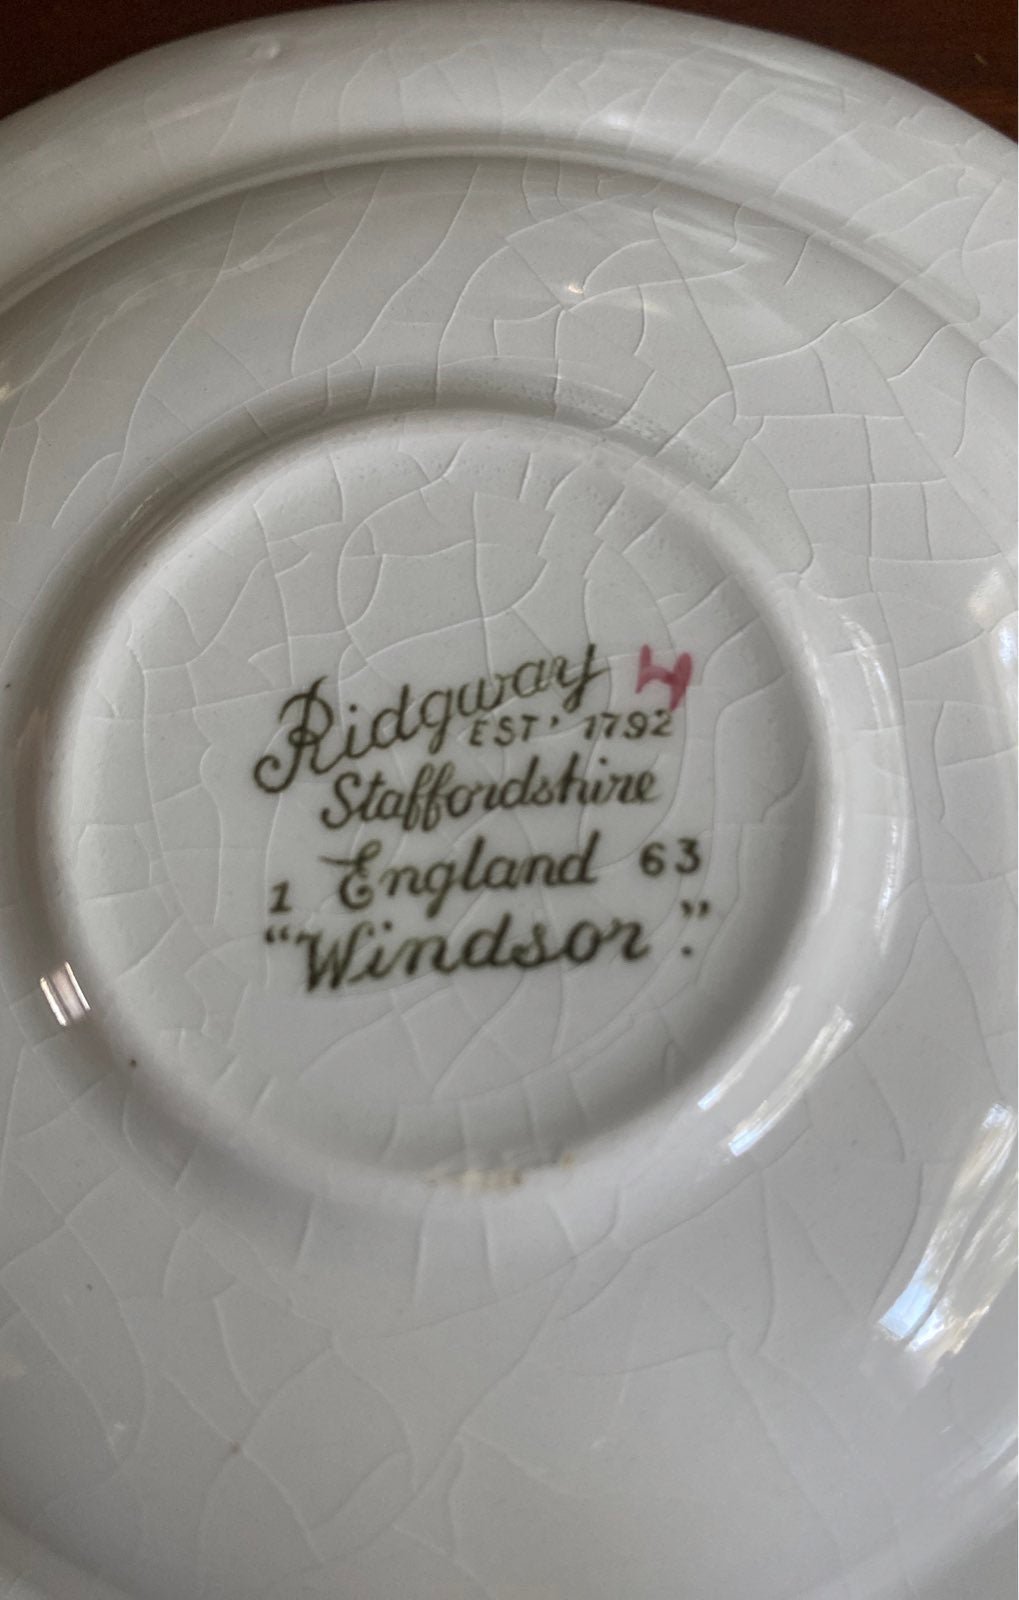 Ridgway H
EST' 1792
Staffordshire
1 England 63
"Windsor".